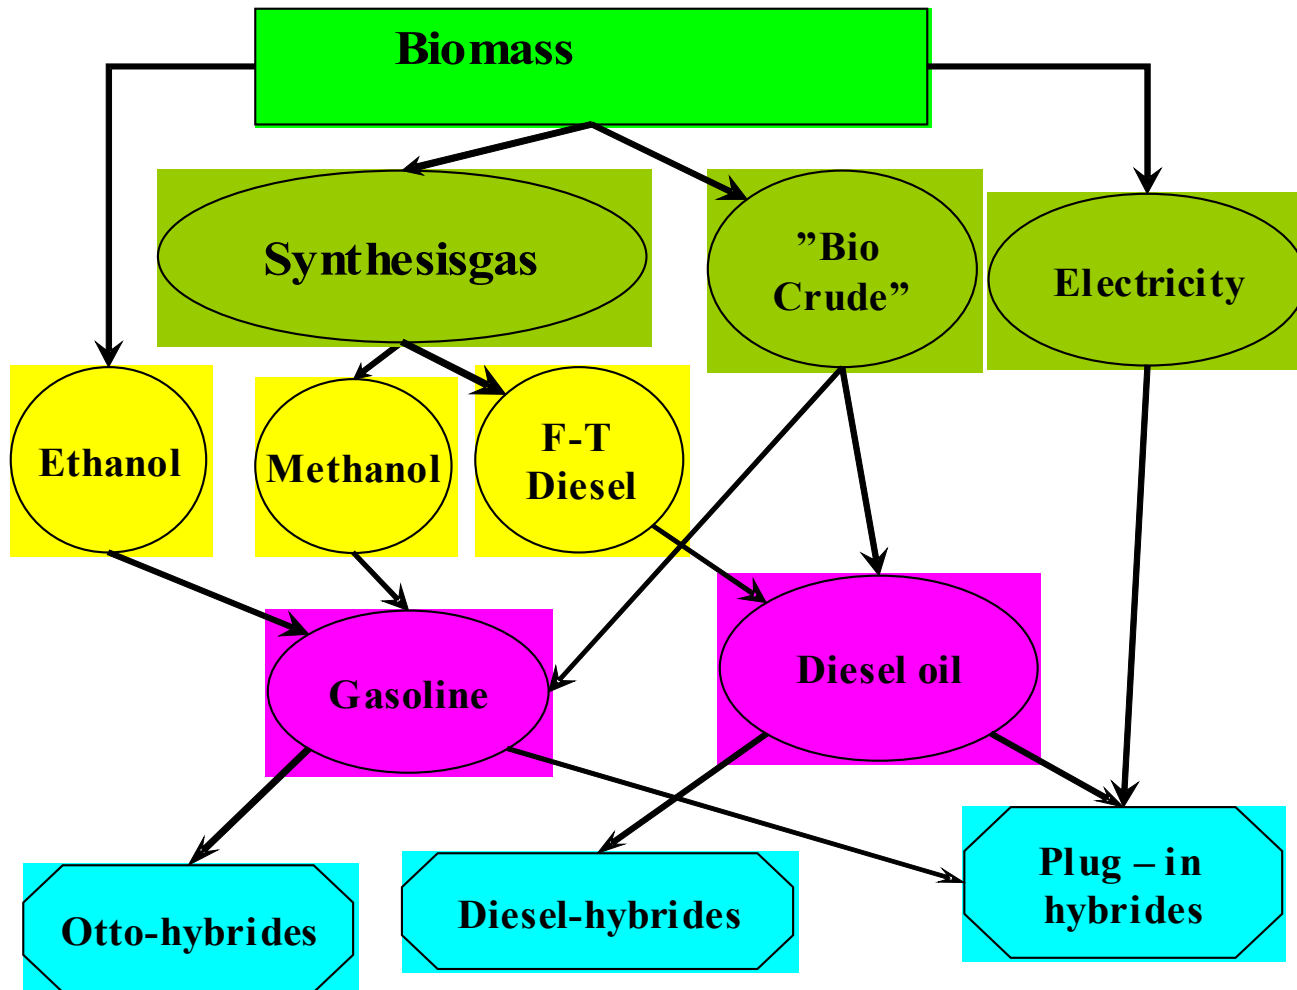 Biomass
Synthesisgas
”Bio
Crude”
Electricity
Ethanol
Methanol
F-T
Diesel
Gasoline
Diesel oil
Otto-hybrides
Diesel-hybrides
Plug – in
hybrides